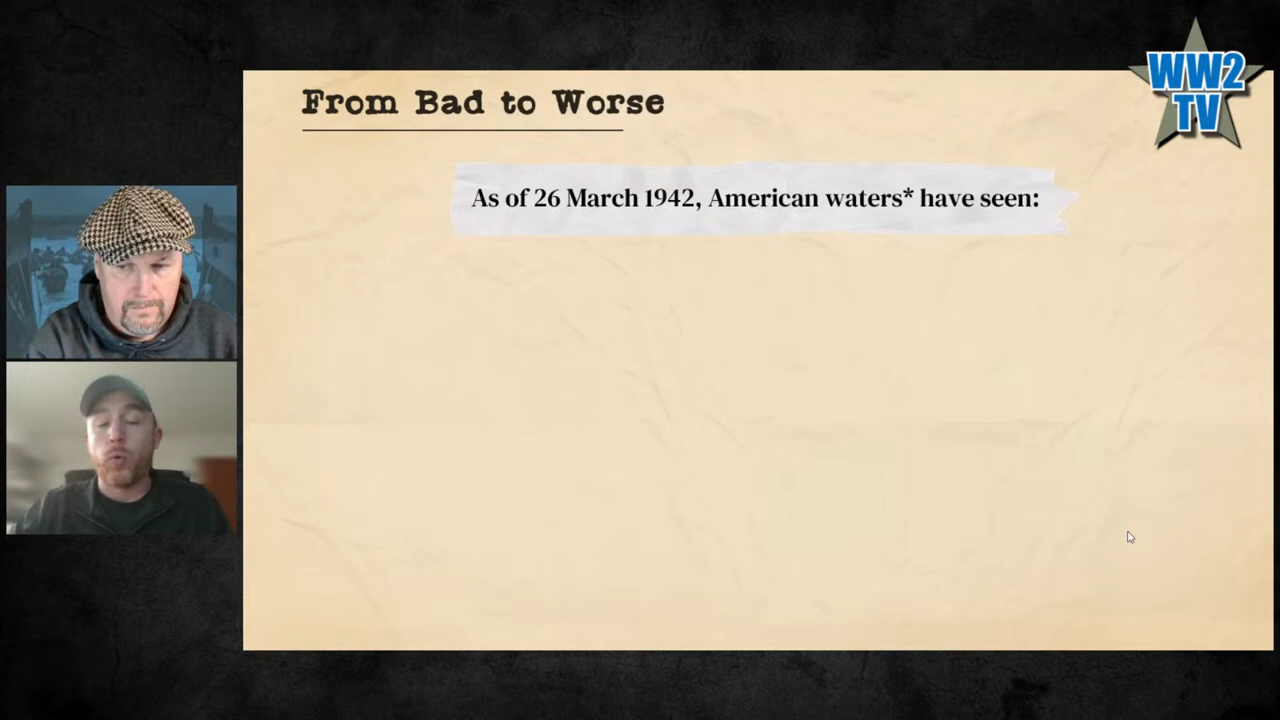 From Bad to Worse
WW2
TV
As of 26 March 1942, American waters* have seen: